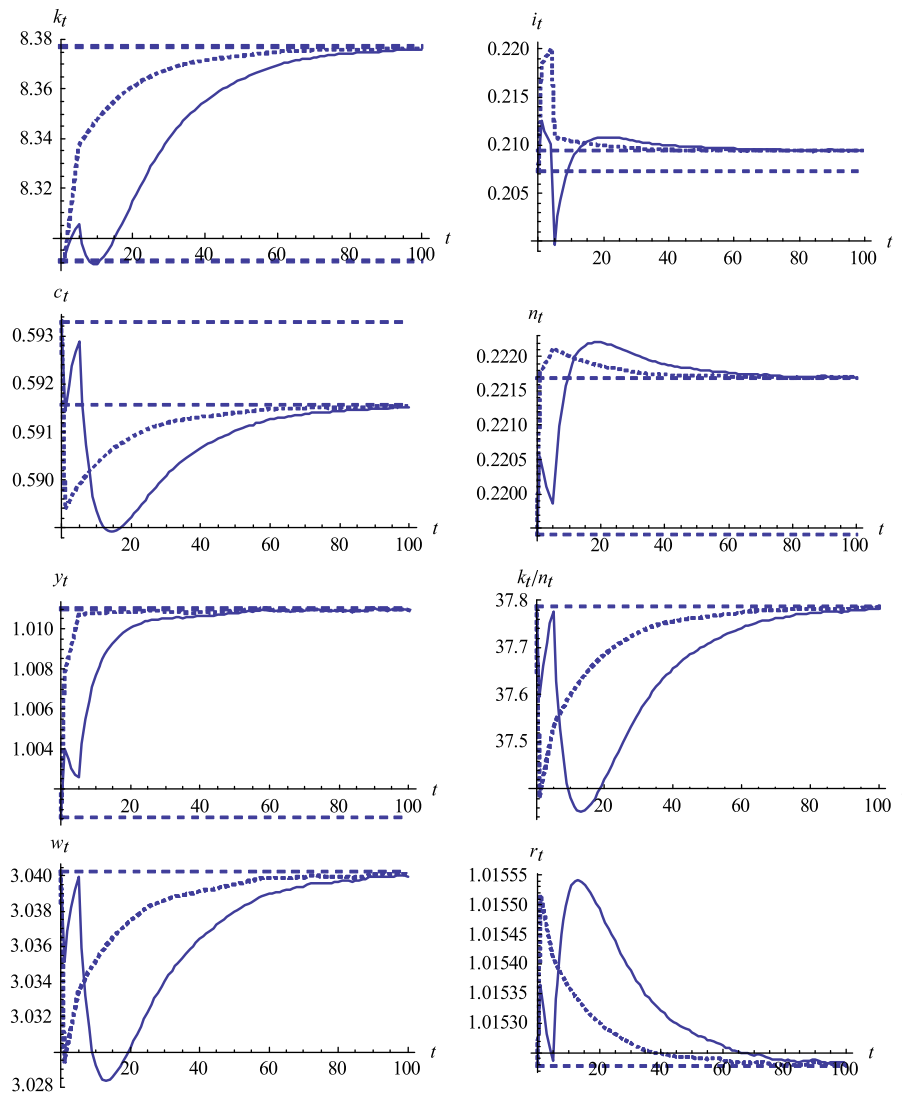 k_t
8.38
8.36
8.34
8.32
20 40 60 80 100 t
i_t
0.220
0.215
0.210
0.205
20 40 60 80 100 t
c_t
0.593
0.592
0.591
0.590
20 40 60 80 100 t
n_t
0.2220
0.2215
0.2210
0.2205
0.2200
20 40 60 80 100 t
y_t
1.010
1.008
1.006
1.004
20 40 60 80 100 t
k_t/n_t
37.8
37.7
37.6
37.5
20 40 60 80 100 t
w_t
3.040
3.038
3.036
3.034
3.032
3.028
20 40 60 80 100 t
r_t
1.01555
1.01550
1.01545
1.01540
1.01535
1.01530
20 40 60 80 100 t